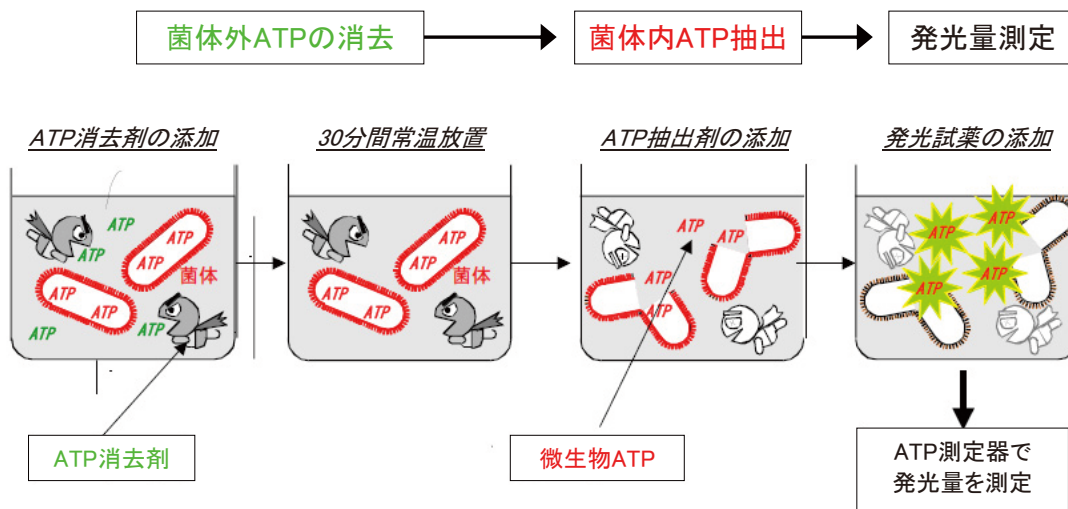 菌体外ATPの消去
菌体内ATP抽出
発光量測定
ATP消去剤の添加
30分間常温放置
ATP抽出剤の添加
発光試薬の添加
ATP
ATP
ATP
ATP
菌体
ATP
ATP
ATP
ATP
ATP
ATP
菌体
ATP
ATP
ATP
ATP
ATP
ATP
ATP
ATP
ATP
ATP
ATP消去剤
微生物ATP
ATP測定器で
発光量を測定